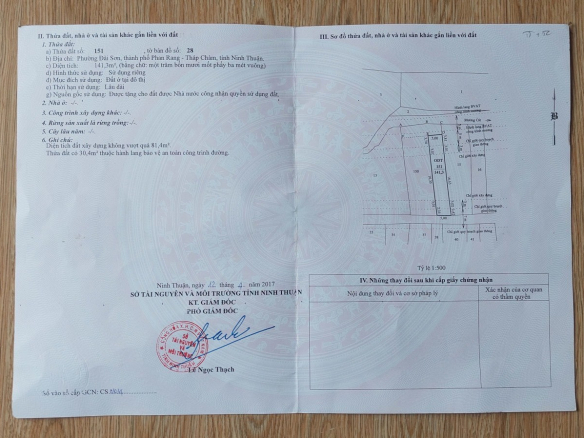 II. Thửa đất, nhà ở và tài sản khác gắn liền với đất
1. Thửa đất:
a) Thửa đất số: 151, tờ bản đồ số: 28
b) Địa chỉ: Phường Đài Sơn, thành phố Phan Rang - Tháp Chàm, tỉnh Ninh Thuận.
c) Diện tích: 141,3m², (bằng chữ: một trăm bốn mươi mốt phẩy ba mét vuông)
d) Hình thức sử dụng: Sử dụng riêng
đ) Mục đích sử dụng: Đất ở tại đô thị
e) Thời hạn sử dụng: Lâu dài
g) Nguồn gốc sử dụng: Được tặng cho đất được Nhà nước công nhận quyền sử dụng đất.
2. Nhà ở: -/-.
3. Công trình xây dựng khác: -/-.
4. Rừng sản xuất là rừng trồng: -/-.
5. Cây lâu năm: -/-.
6. Ghi chú:
Diện tích đất xây dựng không vượt quá 81,4m².
Thửa đất có 30,4m² thuộc hành lang bảo vệ an toàn công trình đường.
Ninh Thuận, ngày tháng 4 năm 2017
SỞ TÀI NGUYÊN VÀ MÔI TRƯỜNG TỈNH NINH THUẬN
KT. GIÁM ĐỐC
PHÓ GIÁM ĐỐC
SỞ
TÀI NGUYÊN
VÀ
MÔI TRƯỜNG
Lê Ngọc Thạch
Số vào sổ cấp GCN: CS
III. Sơ đồ thửa đất, nhà ở và tài sản khác gắn liền với đất
B
ODT
151
141,3
Tỷ lệ 1:500
IV. Những thay đổi sau khi cấp giấy chứng nhận
Nội dung thay đổi và cơ sở pháp lý
Xác nhận của cơ quan
có thẩm quyền